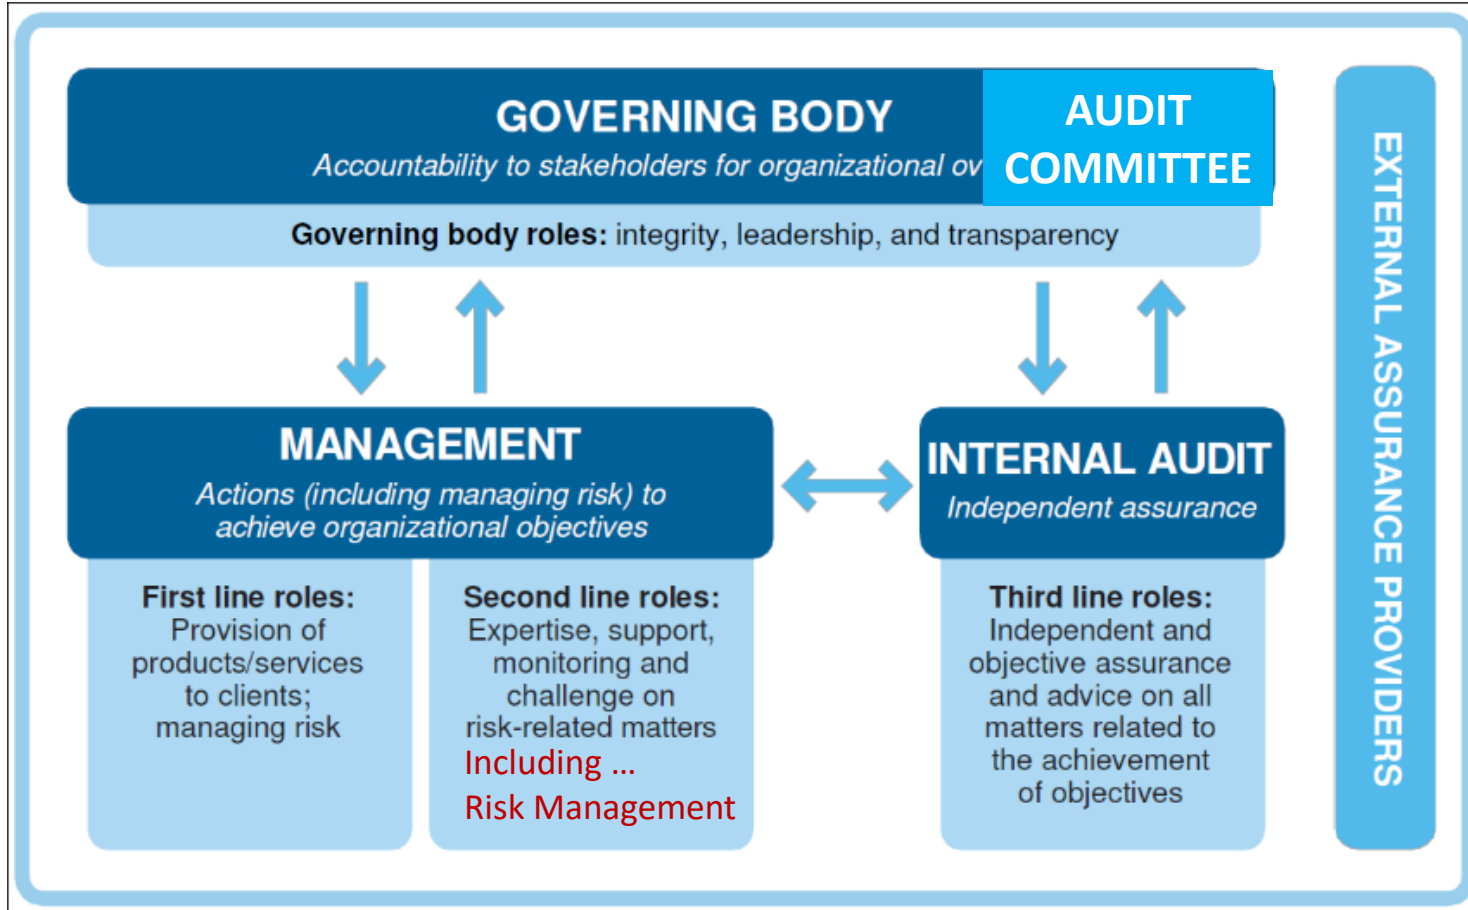 GOVERNING BODY
Accountability to stakeholders for organizational ov
AUDIT
COMMITTEE
Governing body roles: integrity, leadership, and transparency
MANAGEMENT
Actions (including managing risk) to
achieve organizational objectives
INTERNAL AUDIT
Independent assurance
First line roles:
Provision of
products/services
to clients;
managing risk
Second line roles:
Expertise, support,
monitoring and
challenge on
risk-related matters
Including ...
Risk Management
Third line roles:
Independent and
objective assurance
and advice on all
matters related to
the achievement
of objectives
EXTERNAL ASSURANCE PROVIDERS